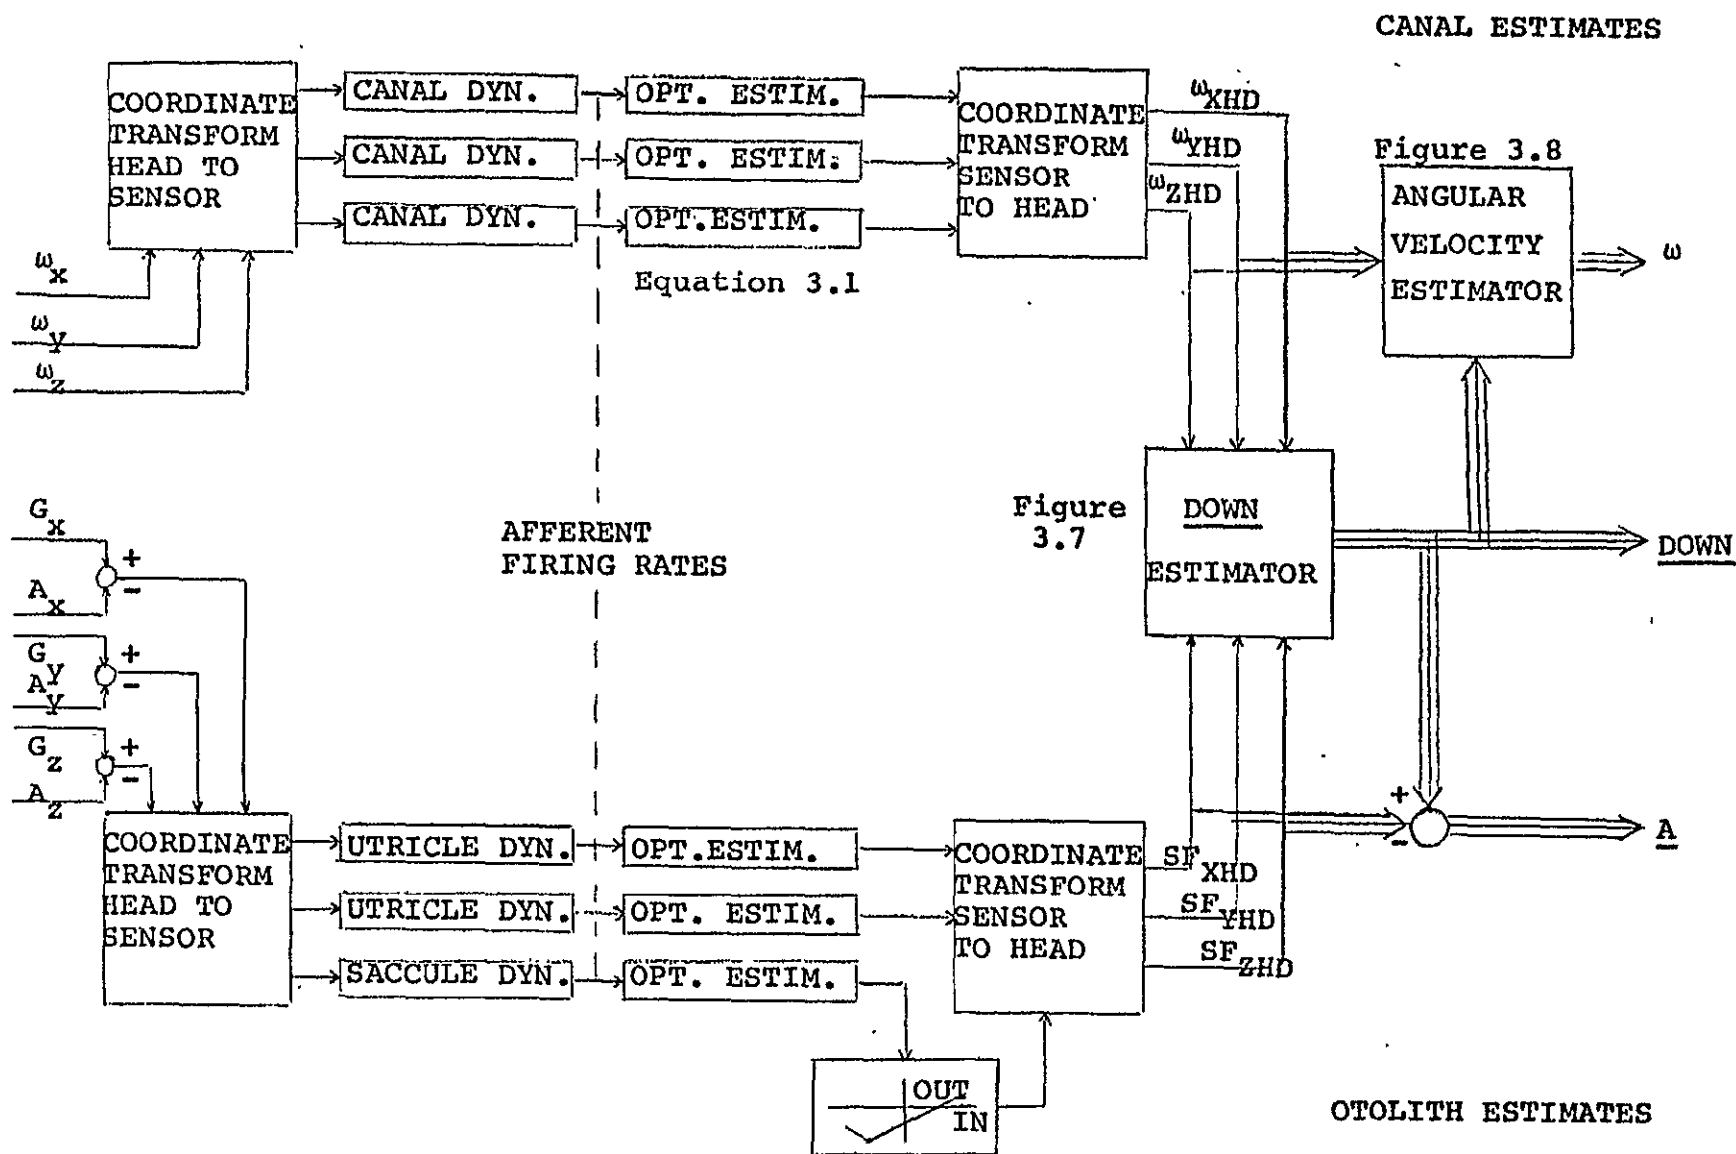 CANAL ESTIMATES
COORDINATE
TRANSFORM
HEAD TO
SENSOR
CANAL DYN.
CANAL DYN.
CANAL DYN.
OPT. ESTIM.
OPT. ESTIM.
OPT.ESTIM.
Equation 3.1
COORDINATE
TRANSFORM
SENSOR
TO HEAD
ωXHD
ωYHD
ωZHD
Figure 3.8
ANGULAR
VELOCITY
ESTIMATOR
ω
ωx
ωy
ωz
Gx
+
-
Ax
Gy
+
-
Ay
Gz
+
-
Az
AFFERENT
FIRING RATES
Figure
3.7
DOWN
ESTIMATOR
DOWN
COORDINATE
TRANSFORM
HEAD TO
SENSOR
UTRICLE DYN.
UTRICLE DYN.
SACCULE DYN.
OPT.ESTIM.
OPT. ESTIM.
OPT. ESTIM.
COORDINATE
TRANSFORM
SENSOR
TO HEAD
SFXHD
SFYHD
SFZHD
+
-
A
OUT
IN
OTOLITH ESTIMATES